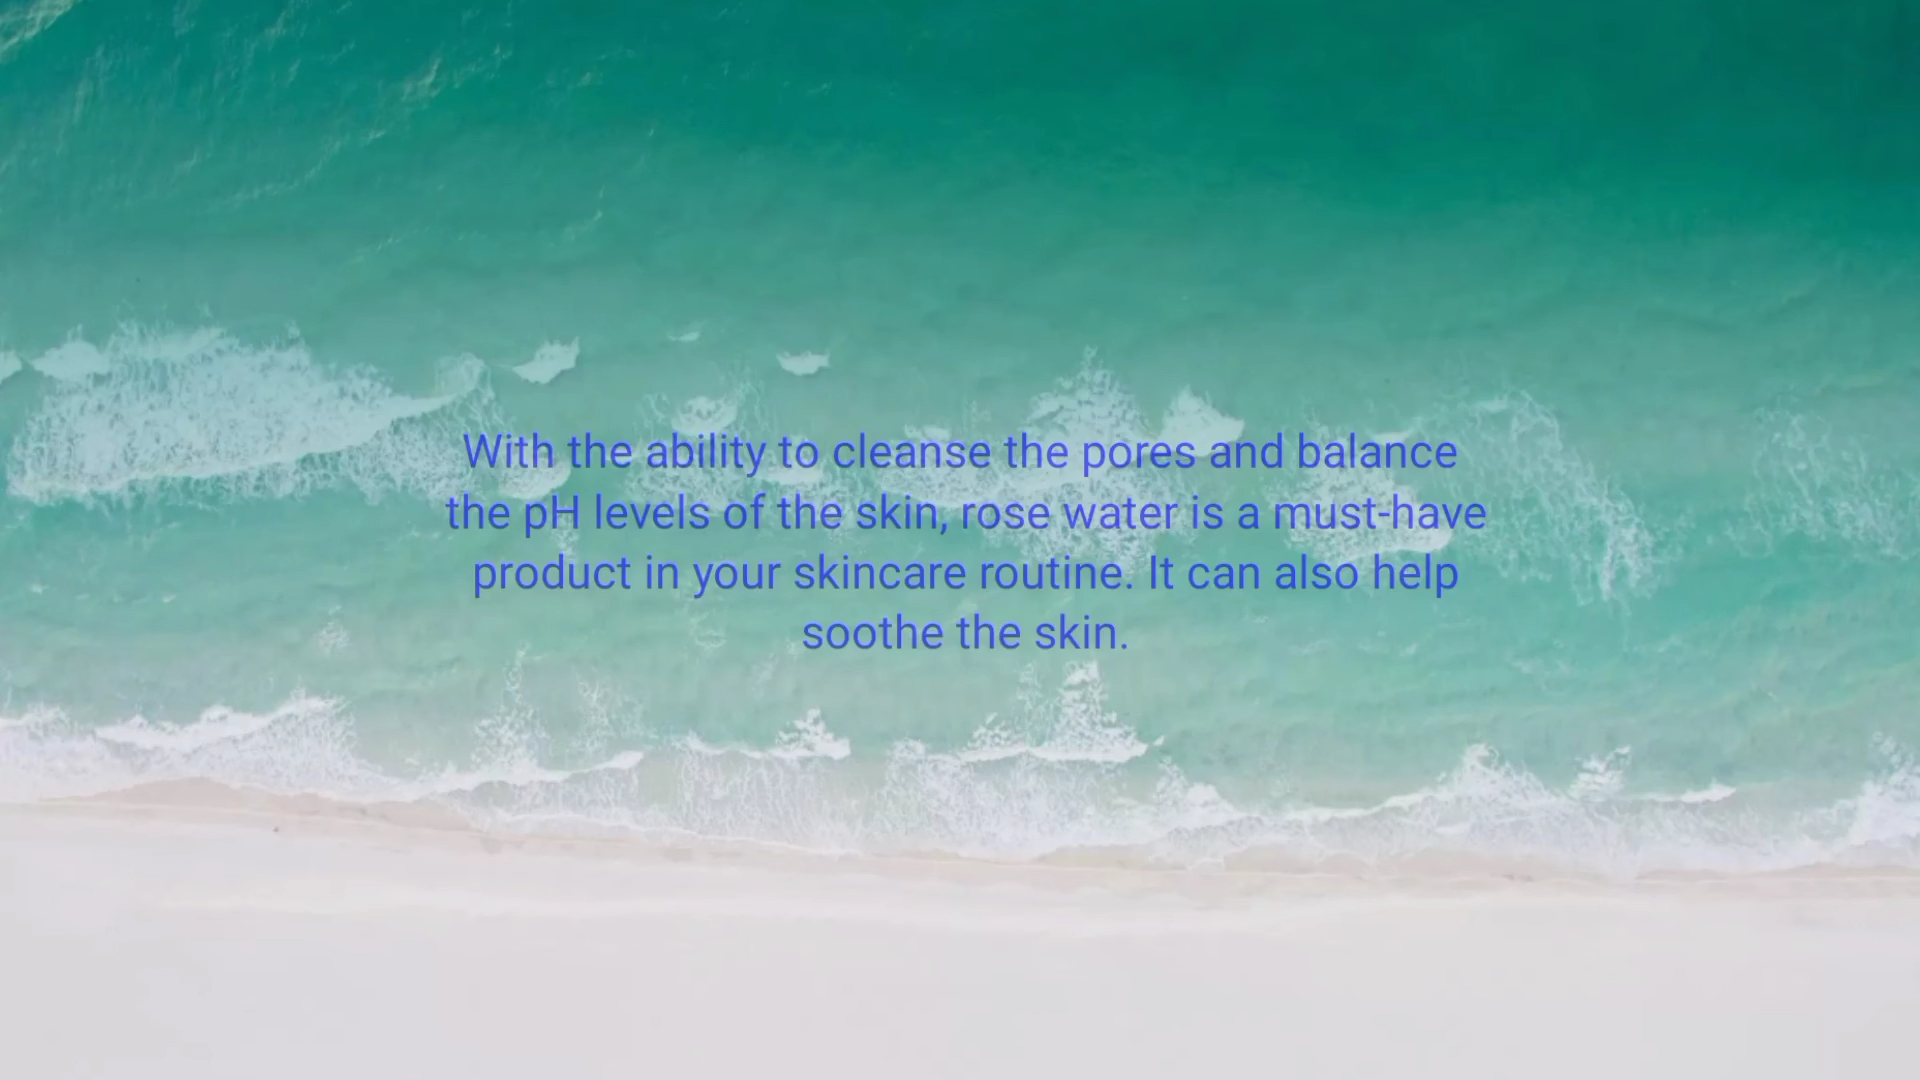 With the ability to cleanse the pores and balance
the pH levels of the skin, rose water is a must-have
product in your skincare routine. It can also help
soothe the skin.